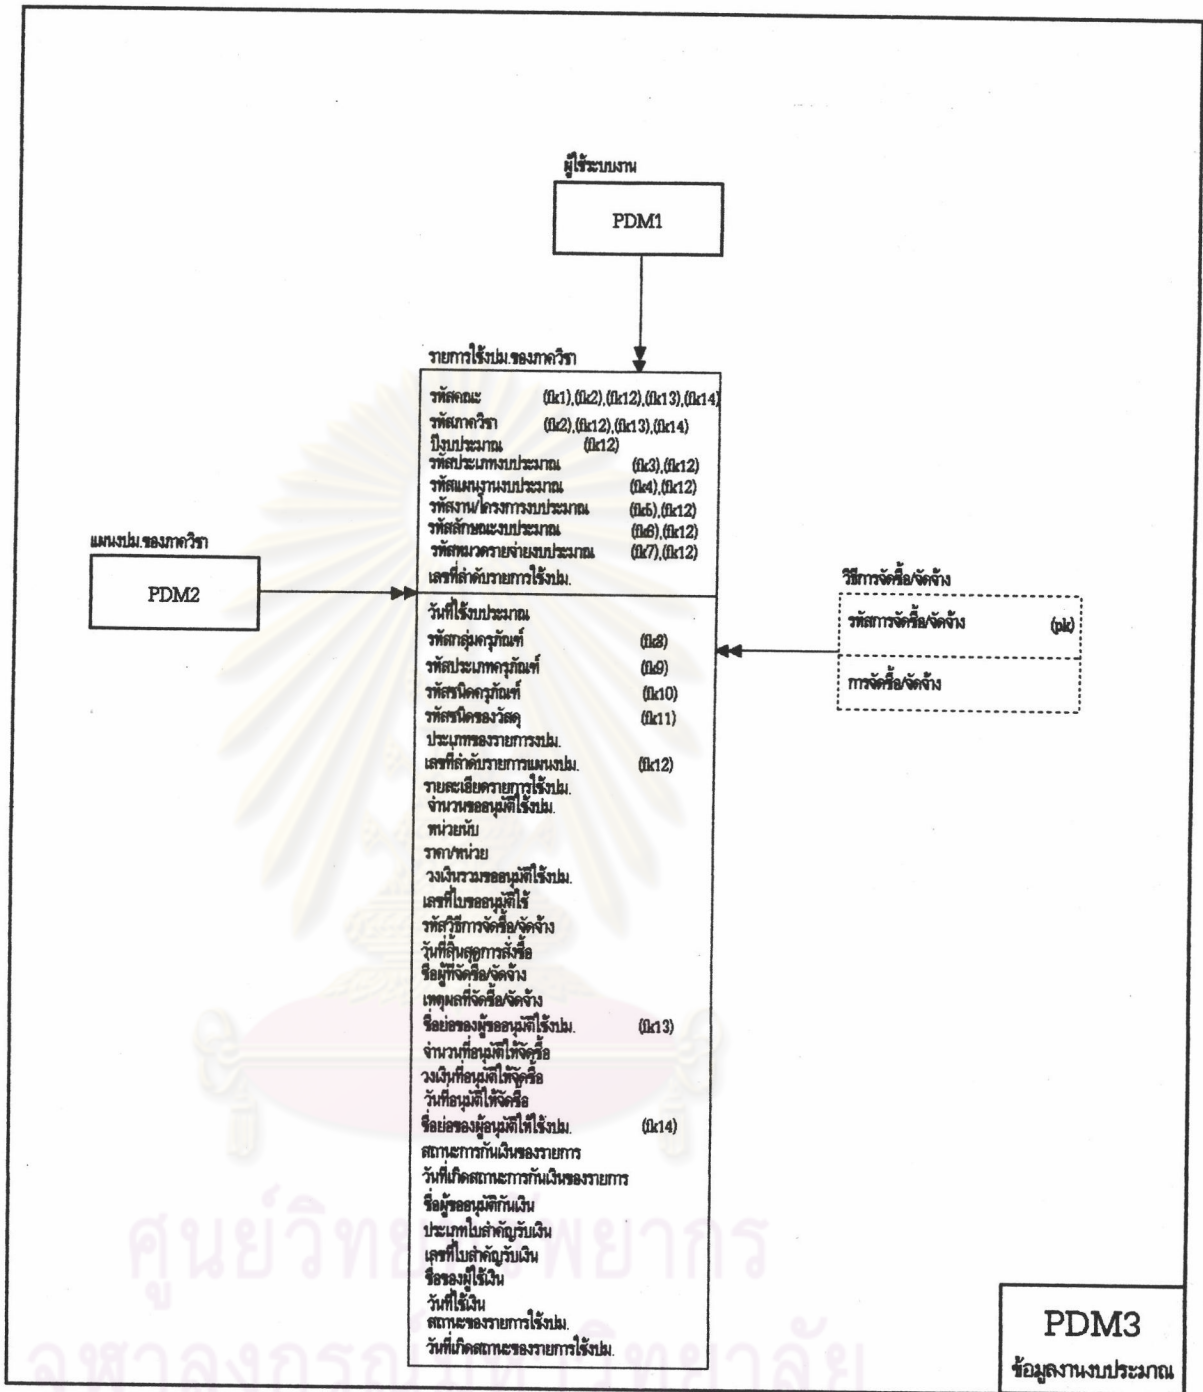 ผู้ใช้ระบบงาน
PDM1
รายการใช้งปม.ของภาควิชา
รหัสคณะ (fk1),(fk2),(fk12),(fk13),(fk14)
รหัสภาควิชา (fk2),(fk12),(fk13),(fk14)
ปีงบประมาณ (fk12)
รหัสประเภทงบประมาณ (fk3),(fk12)
รหัสแผนงานงบประมาณ (fk4),(fk12)
รหัสงาน/โครงการงบประมาณ (fk5),(fk12)
รหัสลักษณะงบประมาณ (fk6),(fk12)
รหัสหมวดรายจ่ายงบประมาณ (fk7),(fk12)
เลขที่ลำดับรายการใช้งปม.
แผนงปม.ของภาควิชา
PDM2
วิธีการจัดซื้อ/จัดจ้าง
รหัสการจัดซื้อ/จัดจ้าง (pk)
การจัดซื้อ/จัดจ้าง
วันที่ใช้งบประมาณ
รหัสกลุ่มครุภัณฑ์ (fk8)
รหัสประเภทครุภัณฑ์ (fk9)
รหัสชนิดครุภัณฑ์ (fk10)
รหัสชนิดของวัสดุ (fk11)
ประเภทของรายการงปม.
เลขที่ลำดับรายการแผนงปม. (fk12)
รายละเอียดรายการใช้งปม.
จำนวนขออนุมัติใช้งปม.
หน่วยนับ
ราคา/หน่วย
วงเงินรวมขออนุมัติใช้งปม.
เลขที่ใบขออนุมัติใช้
รหัสวิธีการจัดซื้อ/จัดจ้าง
วันที่สิ้นสุดการสั่งซื้อ
ชื่อผู้ที่จัดซื้อ/จัดจ้าง
เหตุผลที่จัดซื้อ/จัดจ้าง
ชื่อย่อของผู้ขออนุมัติใช้งปม. (fk13)
จำนวนที่อนุมัติให้จัดซื้อ
วงเงินที่อนุมัติให้จัดซื้อ
วันที่อนุมัติให้จัดซื้อ
ชื่อย่อของผู้อนุมัติให้ใช้งปม. (fk14)
สถานะการกันเงินของรายการ
วันที่เกิดสถานะการกันเงินของรายการ
ชื่อผู้ขออนุมัติกันเงิน
ประเภทใบสำคัญรับเงิน
เลขที่ใบสำคัญรับเงิน
ชื่อของผู้ใช้เงิน
วันที่ใช้เงิน
สถานะของรายการใช้งปม.
วันที่เกิดสถานะของรายการใช้งปม.
PDM3
ข้อมูลงานงบประมาณ
ศูนย์วิทยทรัพยากร
จุฬาลงกรณ์มหาวิทยาลัย